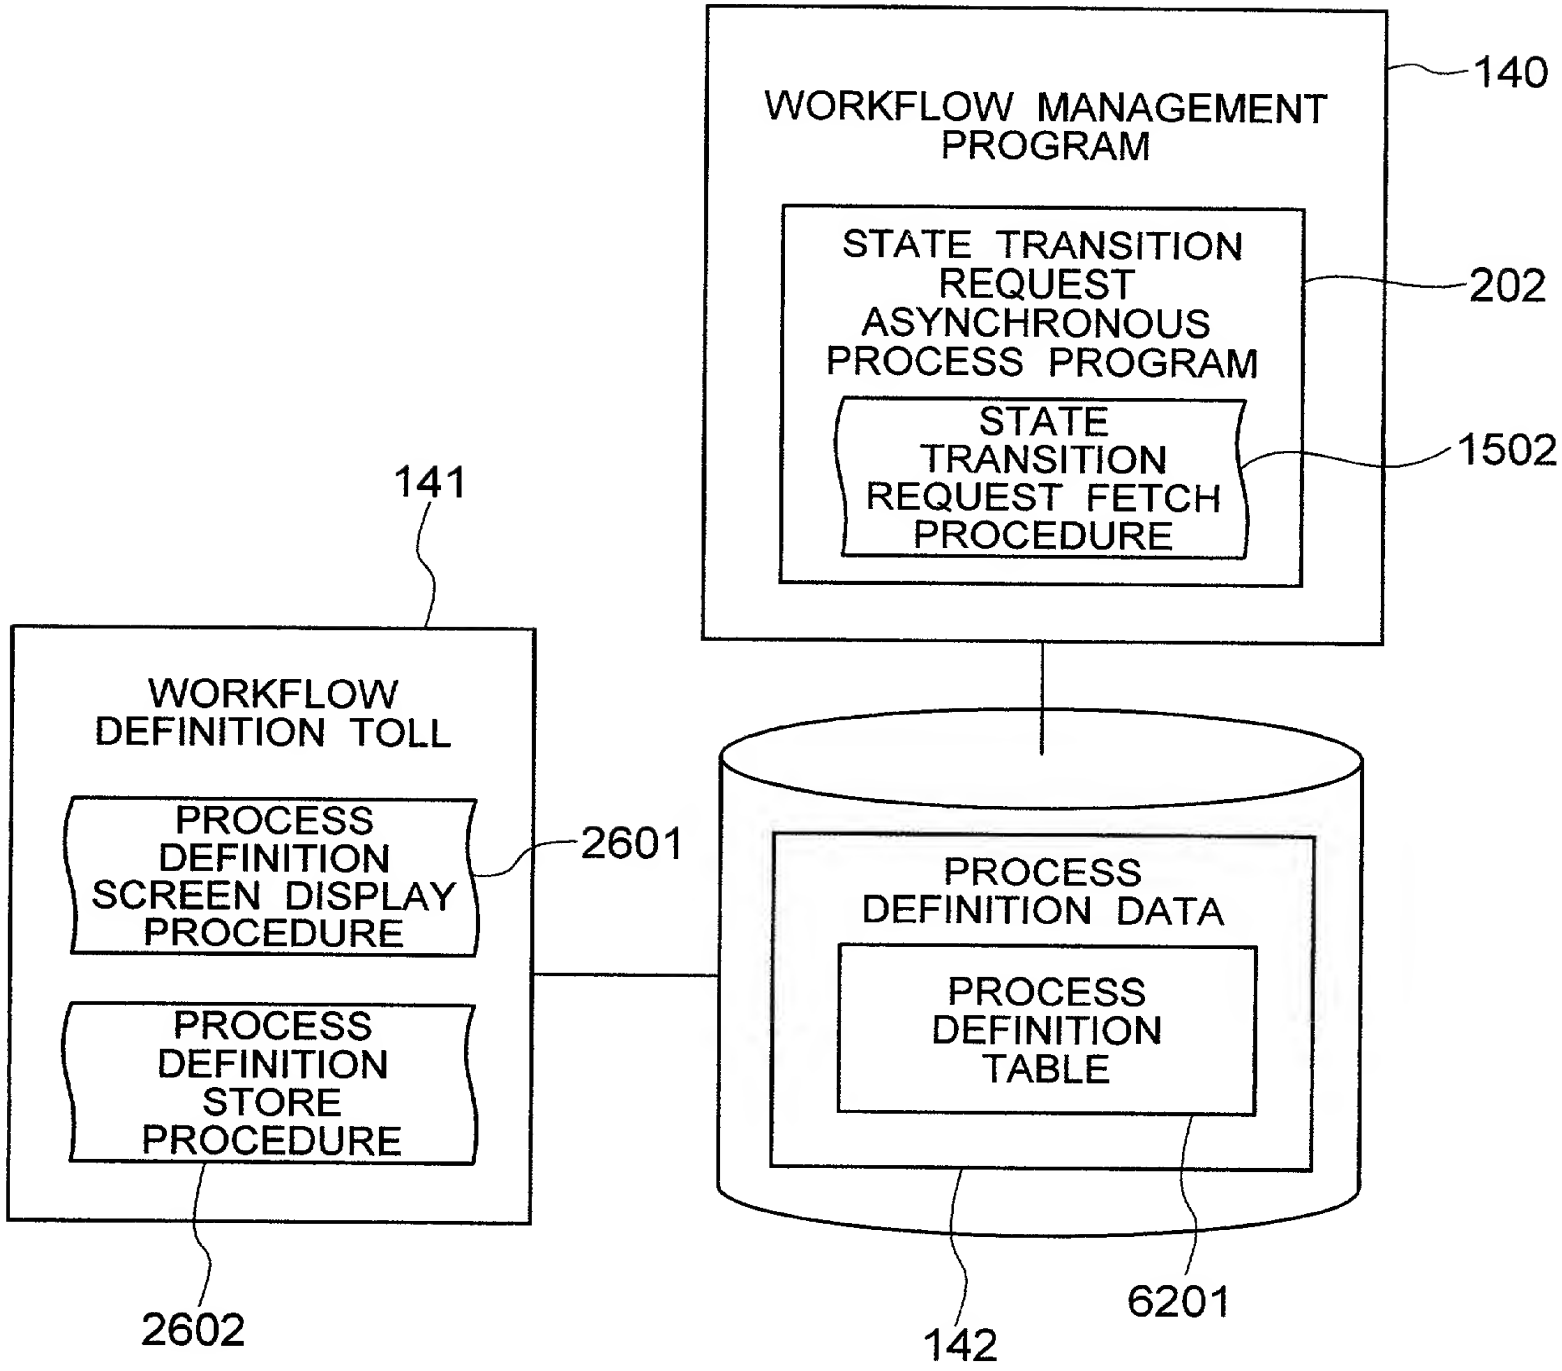 140
WORKFLOW MANAGEMENT
PROGRAM
STATE TRANSITION
REQUEST
ASYNCHRONOUS
PROCESS PROGRAM
202
STATE
TRANSITION
REQUEST FETCH
PROCEDURE
1502
141
WORKFLOW
DEFINITION TOLL
PROCESS
DEFINITION
SCREEN DISPLAY
PROCEDURE
2601
PROCESS
DEFINITION
STORE
PROCEDURE
2602
PROCESS
DEFINITION DATA
PROCESS
DEFINITION
TABLE
6201
142